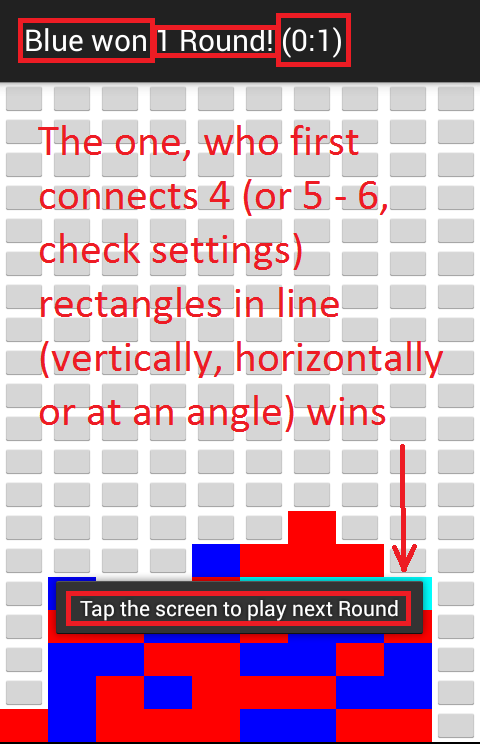 Blue won 1 Round! (0:1)
The one, who first
connects 4 (or 5 - 6,
check settings)
rectangles in line
(vertically, horizontally
or at an angle) wins
Tap the screen to play next Round